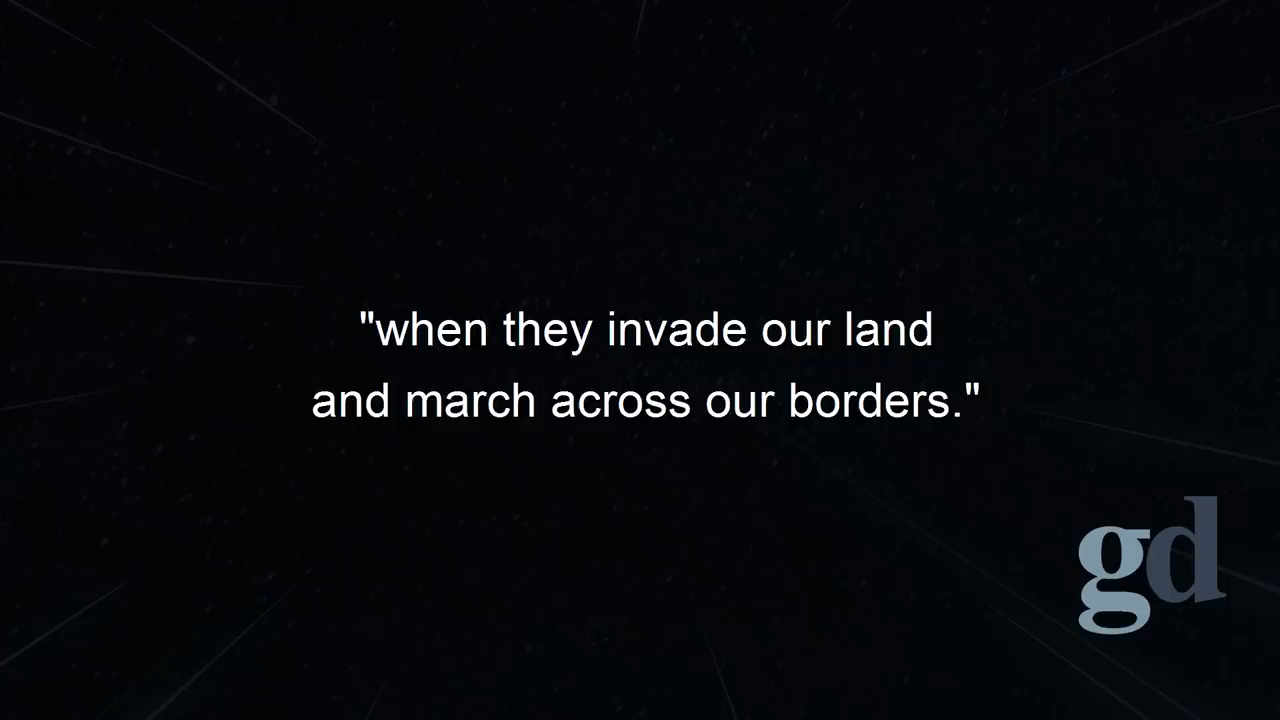 "when they invade our land
and march across our borders."
gd